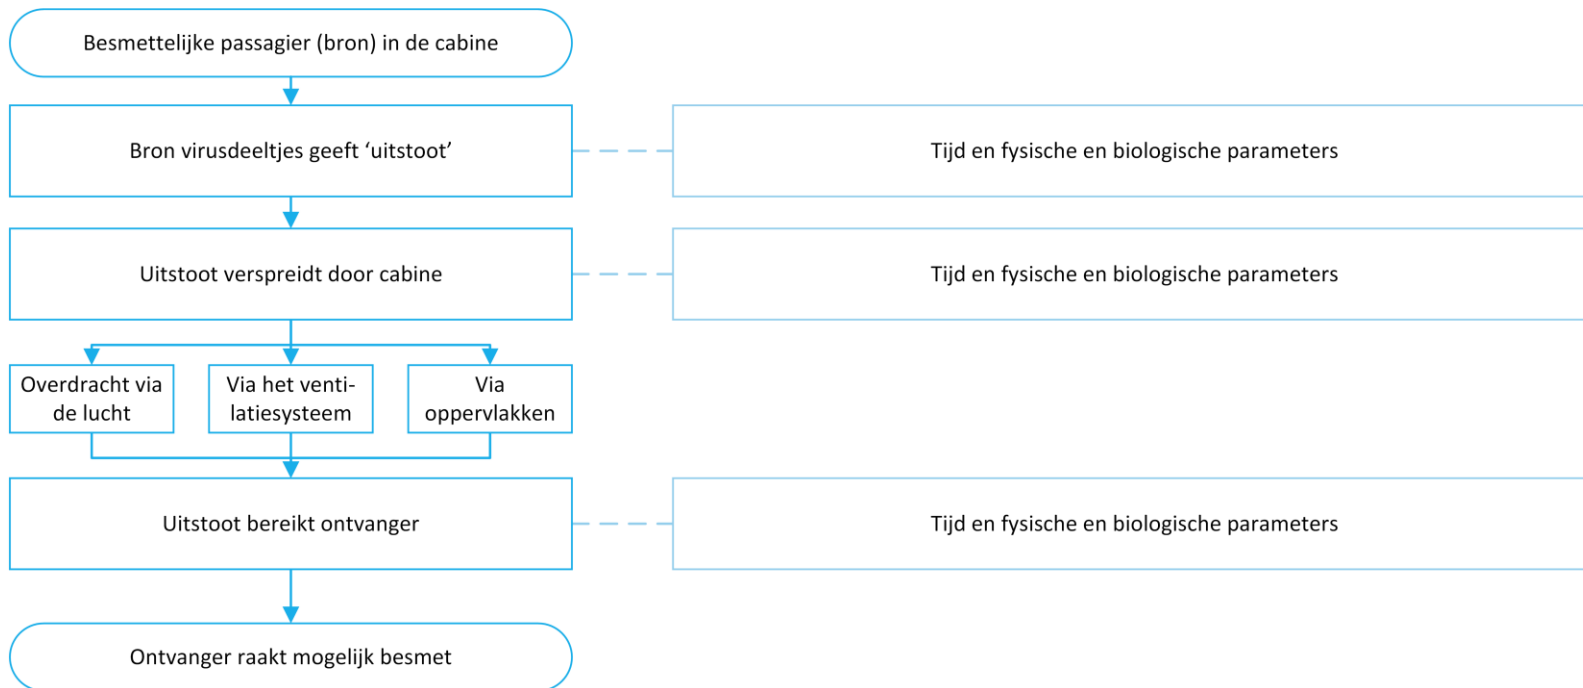 Besmettelijke passagier (bron) in de cabine
Bron virusdeeltjes geeft ‘uitstoot’
Tijd en fysische en biologische parameters
Uitstoot verspreidt door cabine
Tijd en fysische en biologische parameters
Overdracht via
de lucht
Via het venti-
latiesysteem
Via
oppervlakken
Uitstoot bereikt ontvanger
Tijd en fysische en biologische parameters
Ontvanger raakt mogelijk besmet